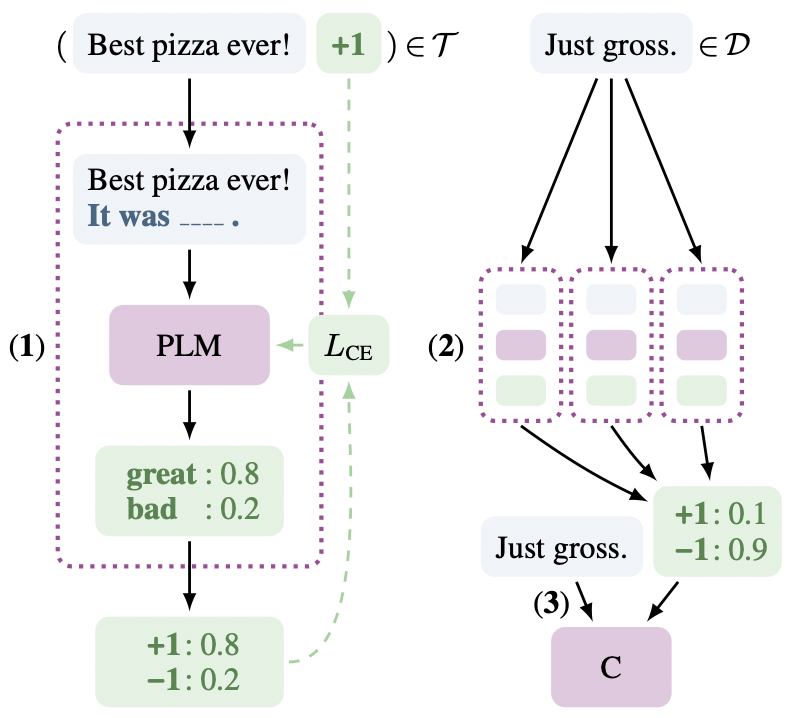 ( Best pizza ever! +1 ) ∈ 𝒯
Best pizza ever!
It was ____ .
(1)
PLM
L_CE
great : 0.8
bad : 0.2
+1: 0.8
−1: 0.2
Just gross. ∈ 𝒟
(2)
+1: 0.1
−1: 0.9
Just gross.
(3)
C